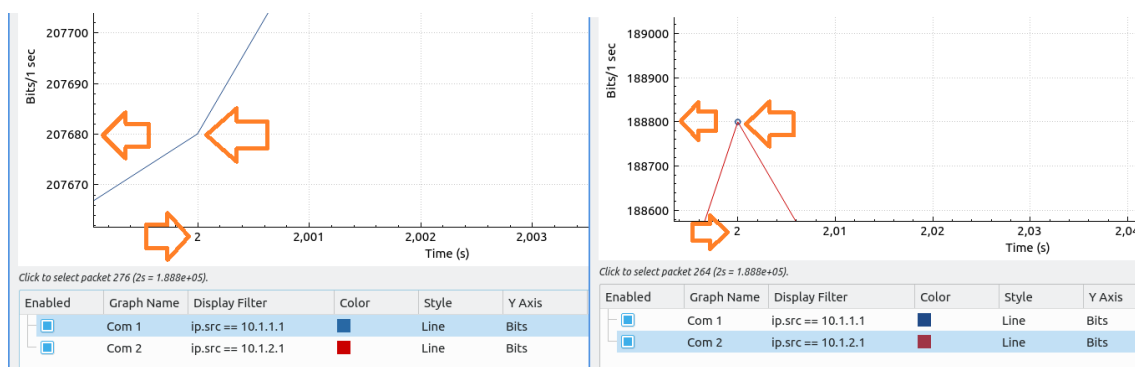 Bits/1 sec
207700
207690
207680
207670
2
2,001
2,002
2,003
Time (s)
Click to select packet 276 (2s = 1.888e+05).
Enabled Graph Name Display Filter Color Style Y Axis
Com 1 ip.src == 10.1.1.1 Line Bits
Com 2 ip.src == 10.1.2.1 Line Bits
Bits/1 sec
189000
188900
188800
188700
188600
2
2,01
2,02
2,03
2,04
Time (s)
Click to select packet 264 (2s = 1.888e+05).
Enabled Graph Name Display Filter Color Style Y Axis
Com 1 ip.src == 10.1.1.1 Line Bits
Com 2 ip.src == 10.1.2.1 Line Bits